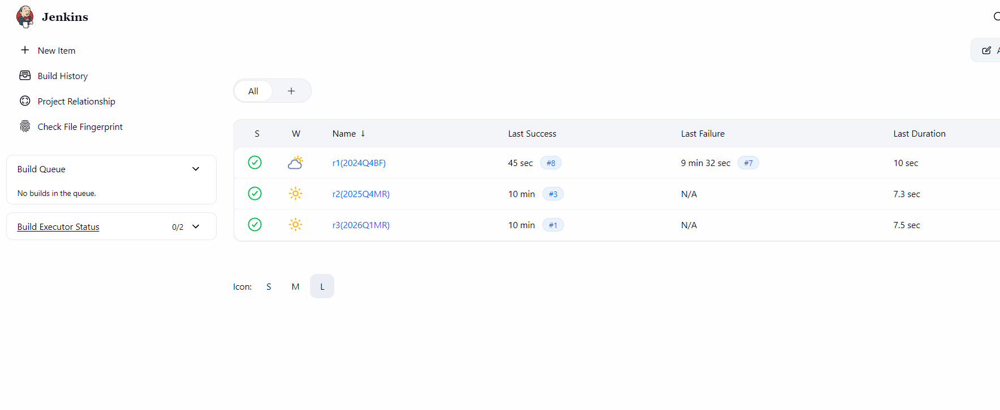 Jenkins
New Item
Build History
Project Relationship
Check File Fingerprint
Build Queue
No builds in the queue.
Build Executor Status 0/2
All +
S W Name ↓ Last Success Last Failure Last Duration
r1(2024Q4BF) 45 sec #8 9 min 32 sec #7 10 sec
r2(2025Q4MR) 10 min #3 N/A 7.3 sec
r3(2026Q1MR) 10 min #1 N/A 7.5 sec
Icon: S M L